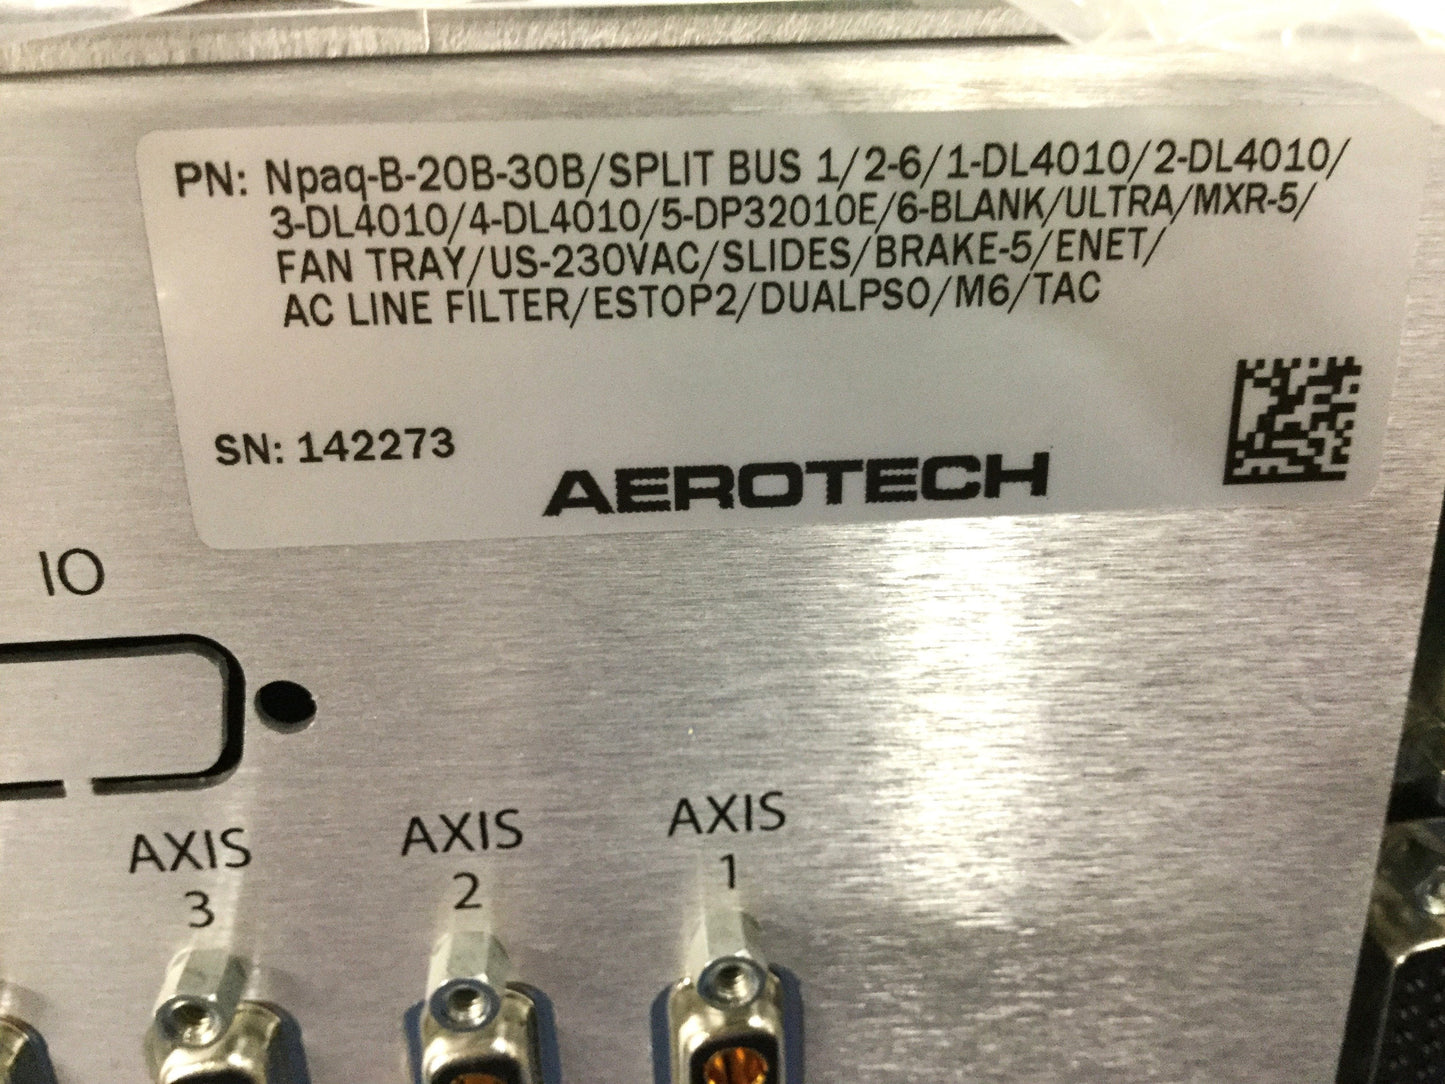 PN: Npaq-B-20B-30B/SPLIT BUS 1/2-6/1-DL4010/2-DL4010/
3-DL4010/4-DL4010/5-DP32010E/6-BLANK/ULTRA/MXR-5/
FAN TRAY/US-230VAC/SLIDES/BRAKE-5/ENET/
AC LINE FILTER/ESTOP2/DUALPSO/M6/TAC
SN: 142273
AEROTECH
IO
AXIS
3
AXIS
2
AXIS
1